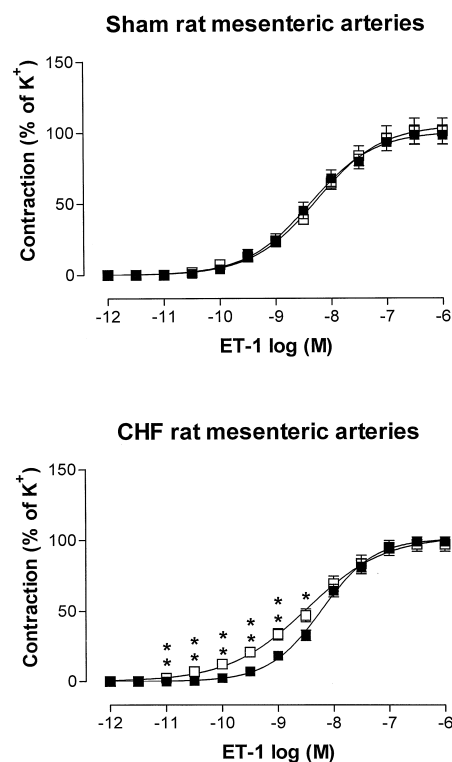 Sham rat mesenteric arteries
Contraction (% of K+)
150
100
50
0
-12 -11 -10 -9 -8 -7 -6
ET-1 log (M)
CHF rat mesenteric arteries
Contraction (% of K+)
150
100
50
0
* * * * * *
* * * * *
-12 -11 -10 -9 -8 -7 -6
ET-1 log (M)